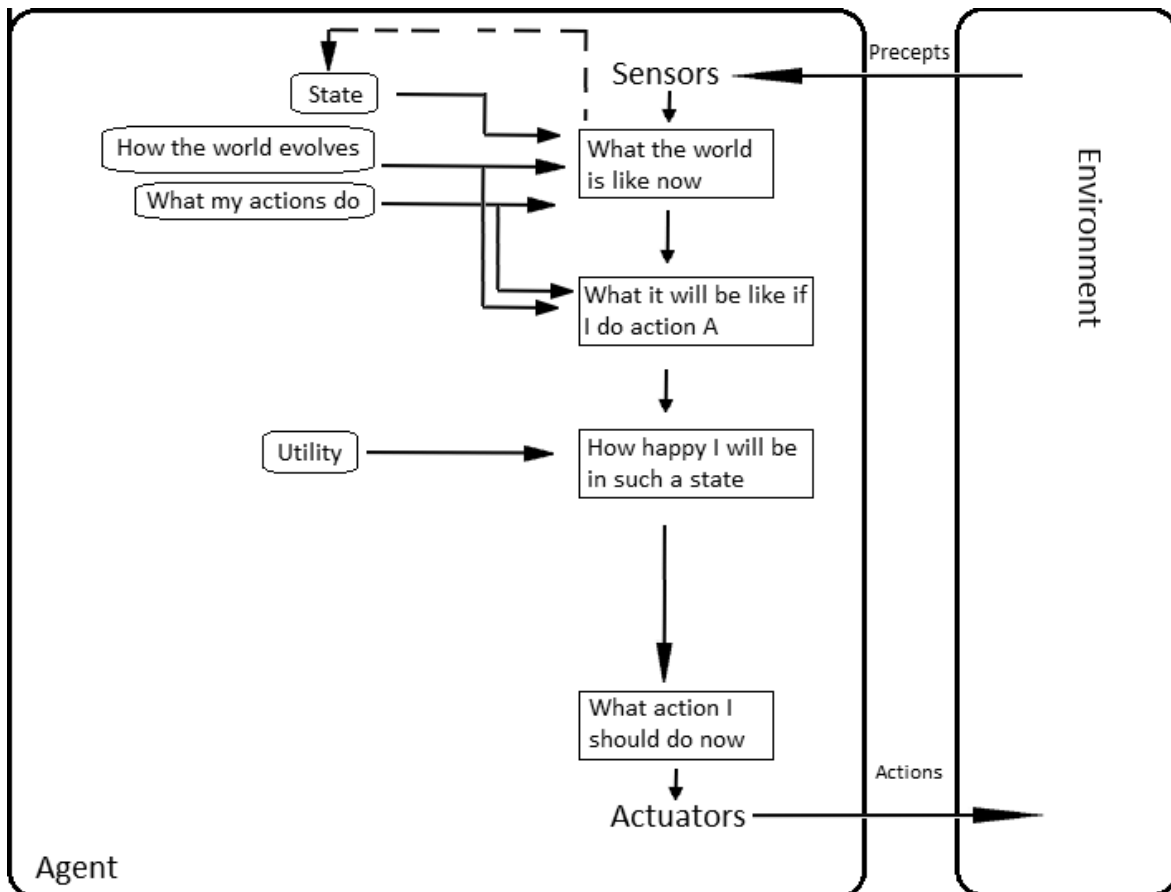 Precepts
Sensors
State
How the world evolves
What the world
is like now
What my actions do
Environment
What it will be like if
I do action A
Utility
How happy I will be
in such a state
What action I
should do now
Actions
Actuators
Agent